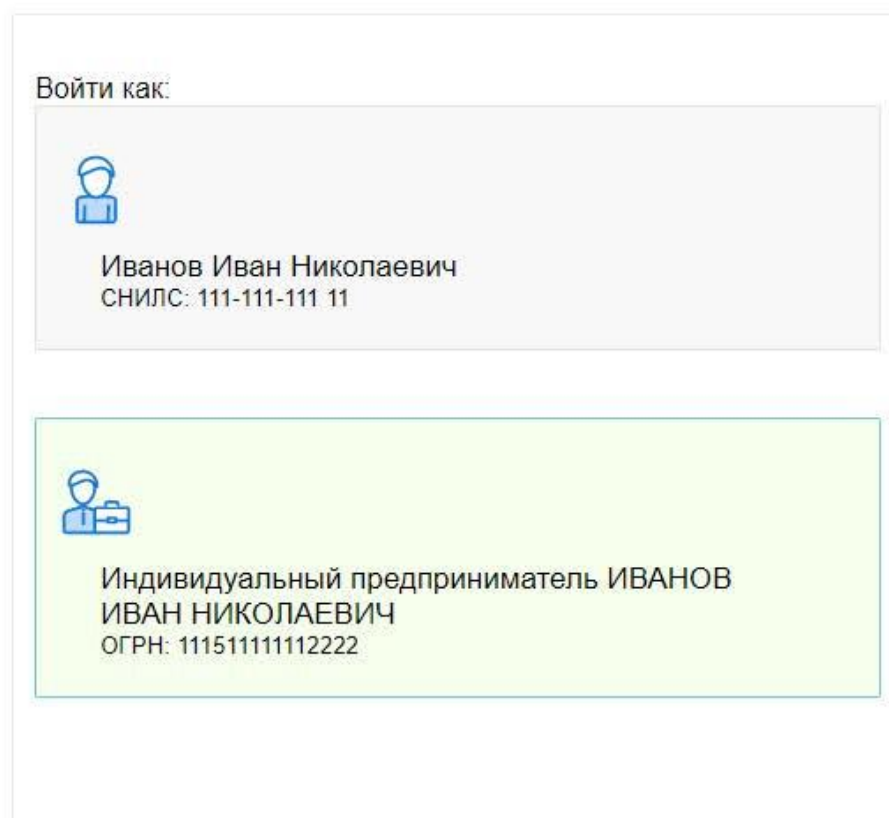 Войти как:
Иванов Иван Николаевич
СНИЛС: 111-111-111 11
Индивидуальный предприниматель ИВАНОВ
ИВАН НИКОЛАЕВИЧ
ОГРН: 111511111112222